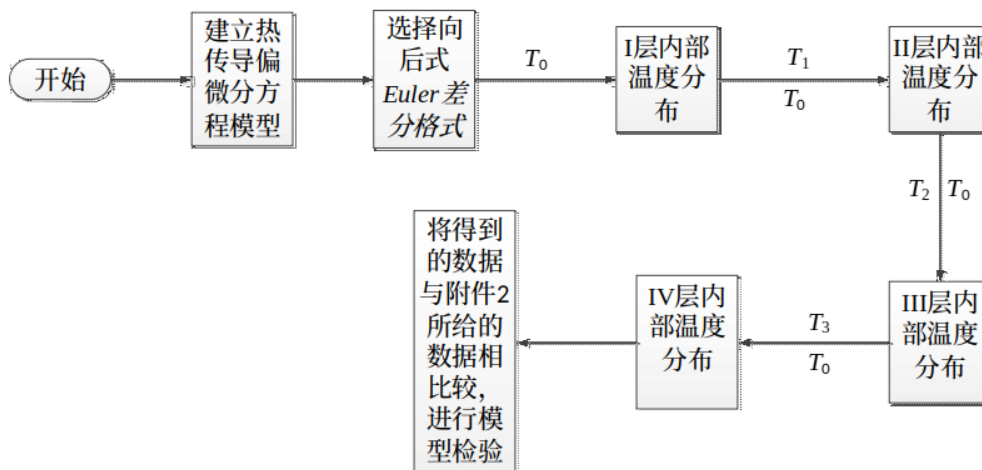 开始
建立热
传导偏
微分方
程模型
选择向
后式
Euler差
分格式
T₀
I层内部
温度分
布
T₁
T₀
II层内部
温度分
布
T₂ T₀
III层内
部温度
分布
T₃
T₀
IV层内
部温度
分布
将得到
的数据
与附件2
所给的
数据相
比较，
进行模
型检验